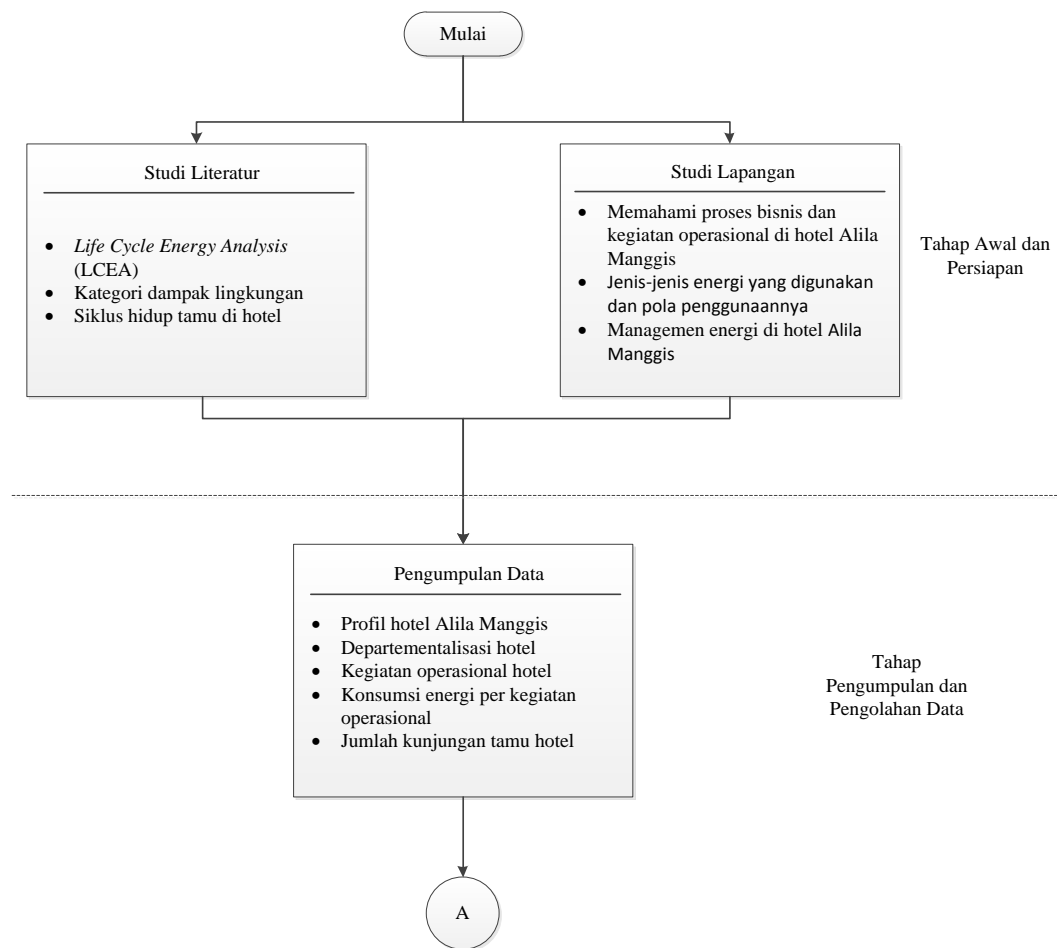 Mulai
Studi Literatur
• Life Cycle Energy Analysis
(LCEA)
• Kategori dampak lingkungan
• Siklus hidup tamu di hotel
Studi Lapangan
• Memahami proses bisnis dan
kegiatan operasional di hotel Alila
Manggis
• Jenis-jenis energi yang digunakan
dan pola penggunaannya
• Managemen energi di hotel Alila
Manggis
Tahap Awal dan
Persiapan
Pengumpulan Data
• Profil hotel Alila Manggis
• Departementalisasi hotel
• Kegiatan operasional hotel
• Konsumsi energi per kegiatan
operasional
• Jumlah kunjungan tamu hotel
Tahap
Pengumpulan dan
Pengolahan Data
A